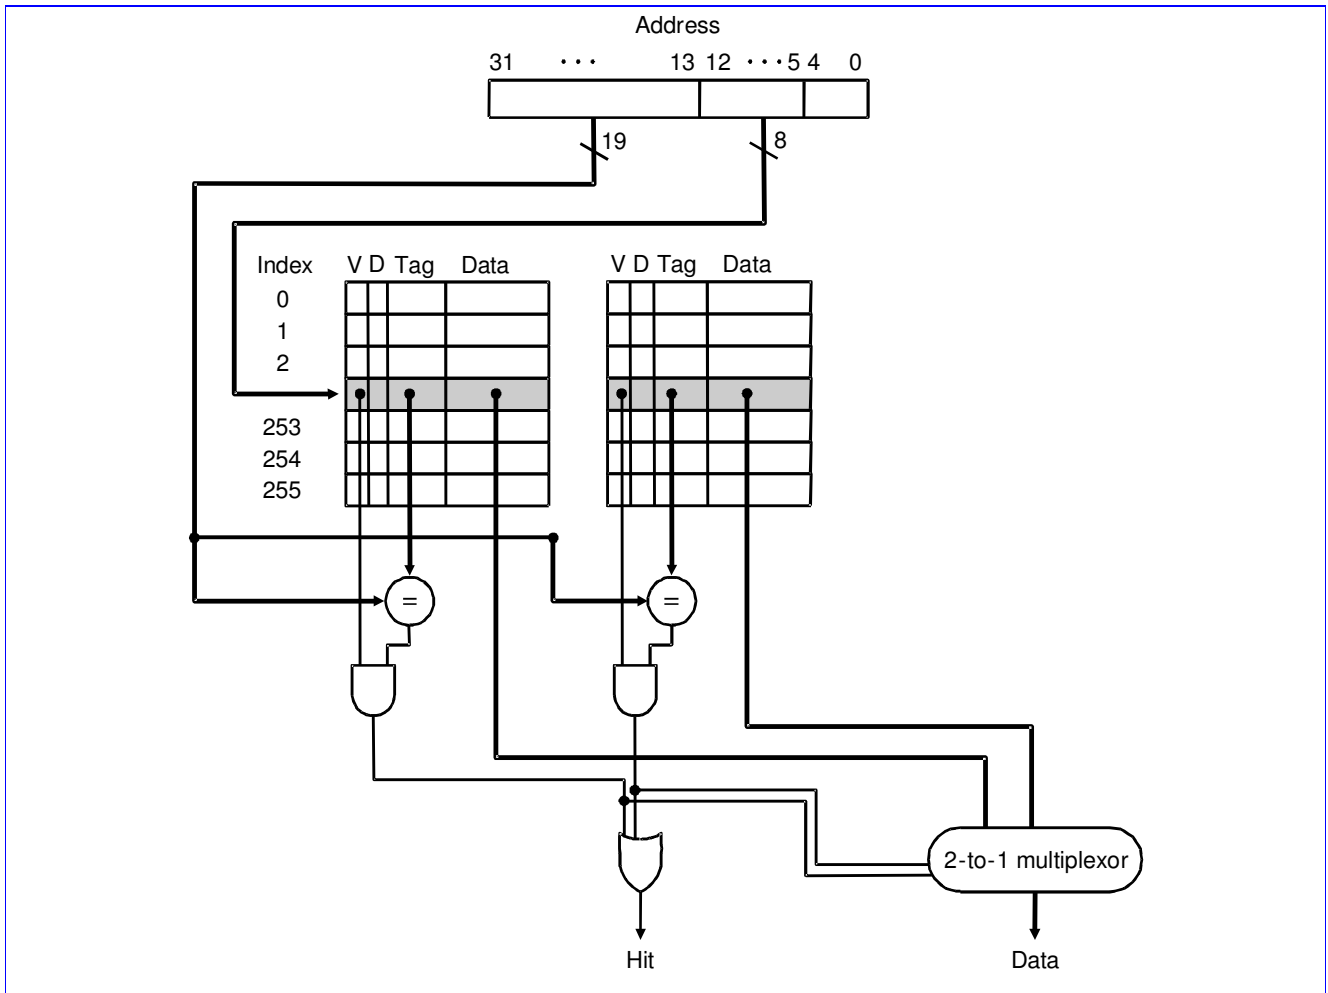 Address
31 ··· 13 12 ··· 5 4 0
19 8
Index V D Tag Data V D Tag Data
0
1
2
253
254
255
= =
2-to-1 multiplexor
Hit Data